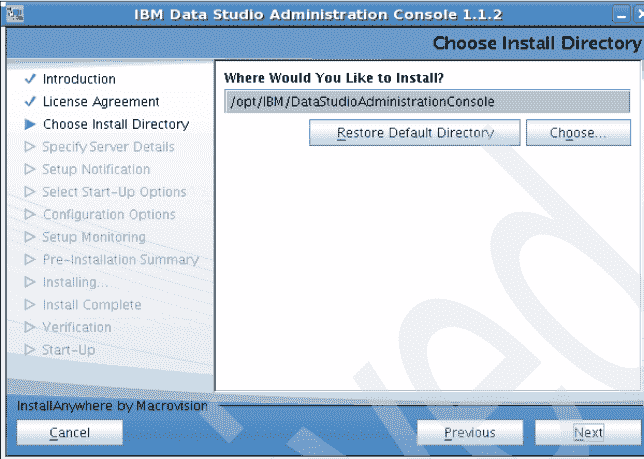 IBM Data Studio Administration Console 1.1.2
Choose Install Directory
Introduction
License Agreement
Choose Install Directory
Specify Server Details
Setup Notification
Select Start-Up Options
Configuration Options
Setup Monitoring
Pre-Installation Summary
Installing...
Install Complete
Verification
Start-Up
Where Would You Like to Install?
/opt/IBM/DataStudioAdministrationConsole
Restore Default Directory
Choose...
InstallAnywhere by Macrovision
Cancel
Previous
Next